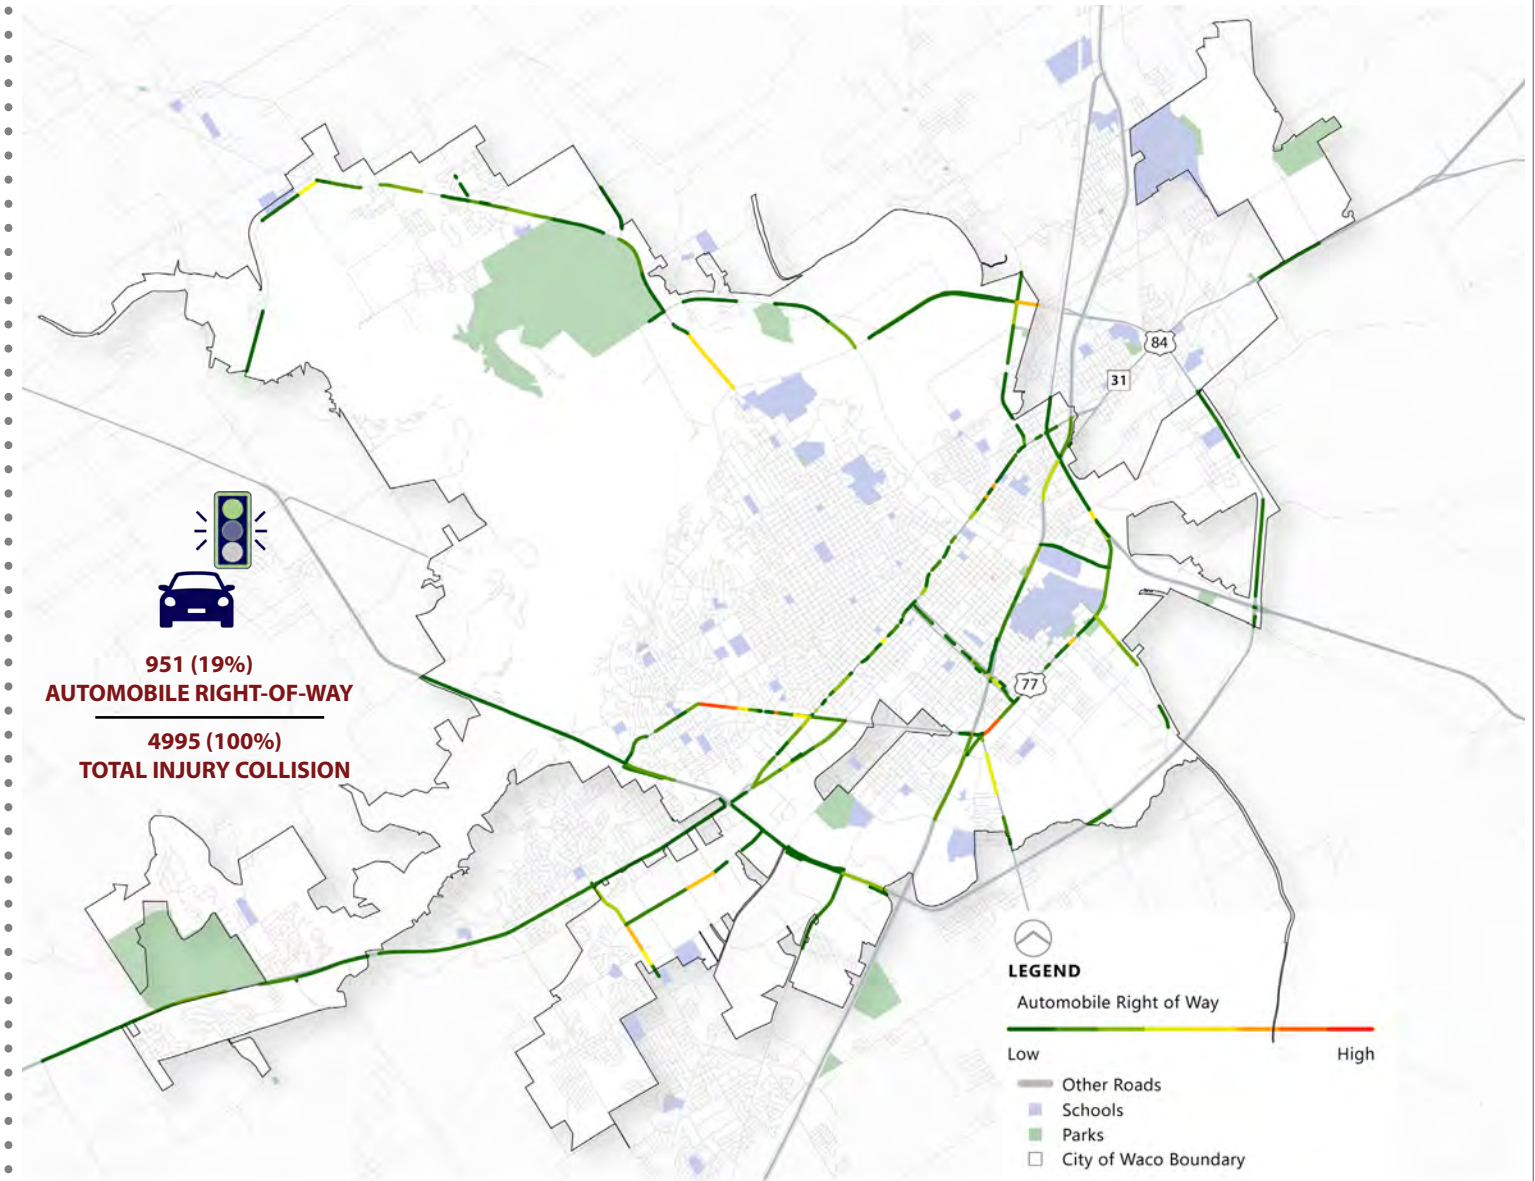 84
31
77
951 (19%)
AUTOMOBILE RIGHT-OF-WAY
4995 (100%)
TOTAL INJURY COLLISION
LEGEND
Automobile Right of Way
Low High
Other Roads
Schools
Parks
City of Waco Boundary